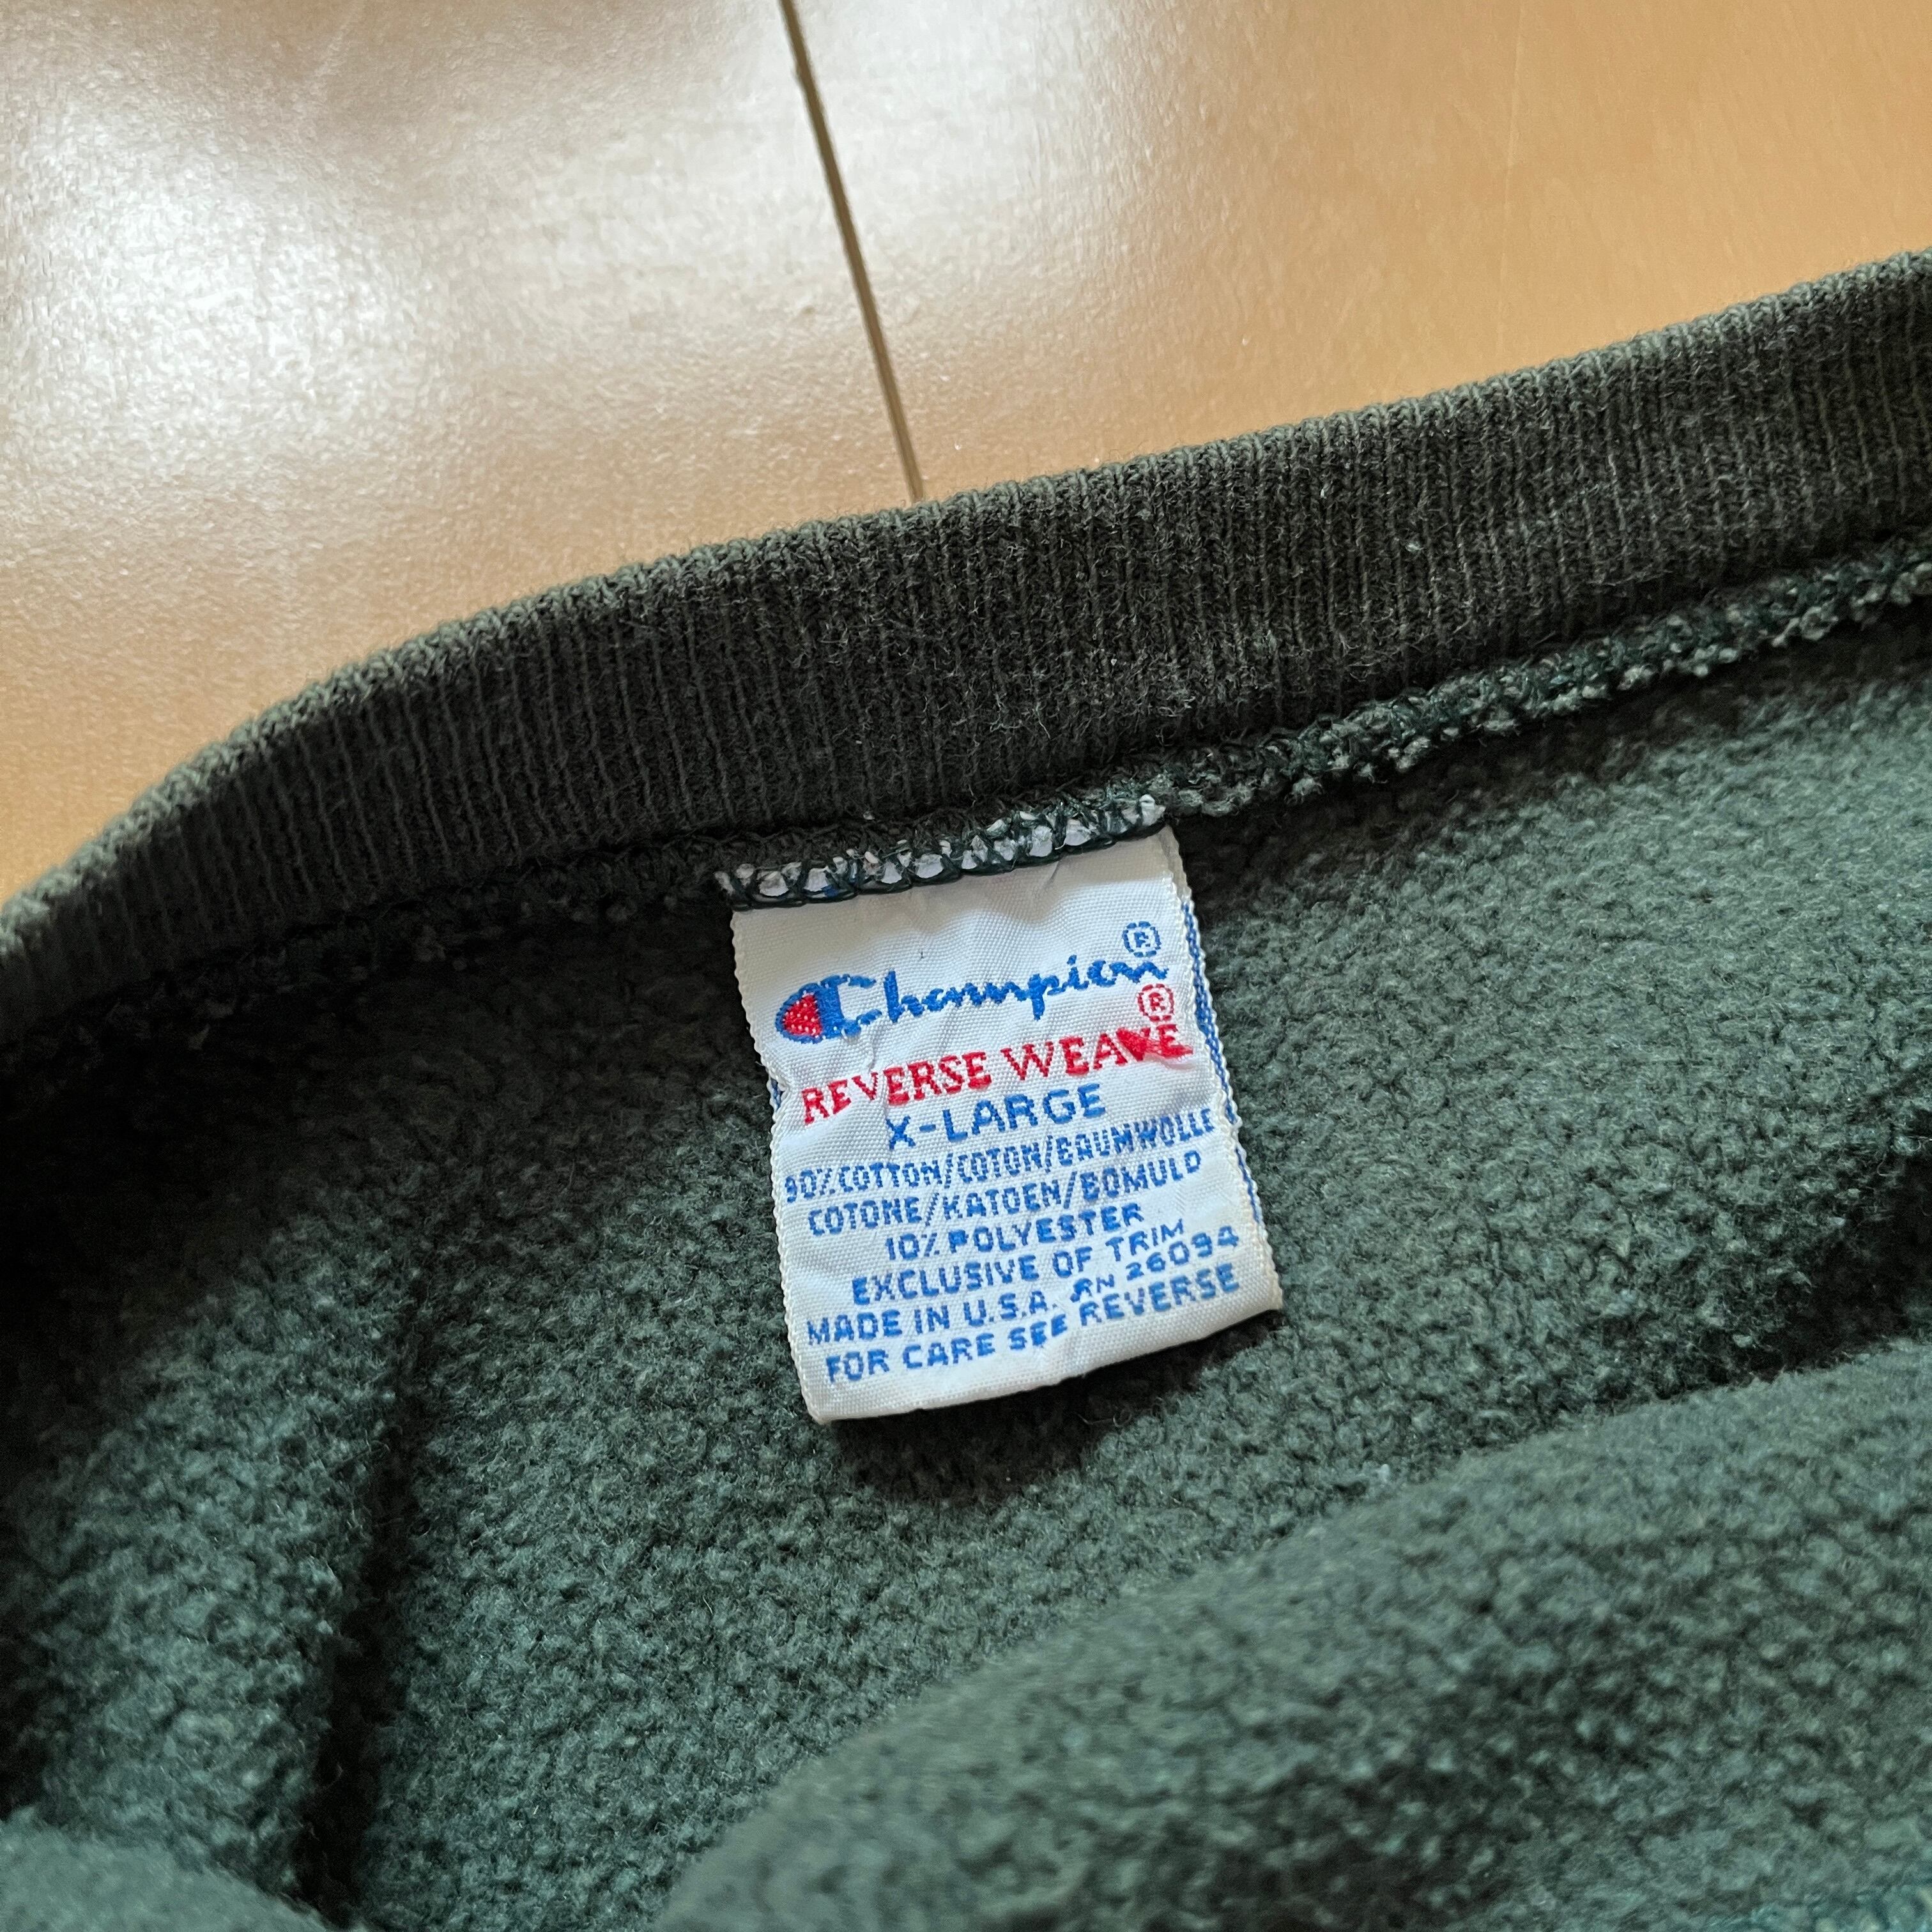 Champion®
REVERSE WEAVE®
X-LARGE
90% COTTON/COTON/BAUMWOLLE
COTONE/KATOEN/BOMULD
10% POLYESTER
EXCLUSIVE OF TRIM
MADE IN U.S.A. RN 26094
FOR CARE SEE REVERSE